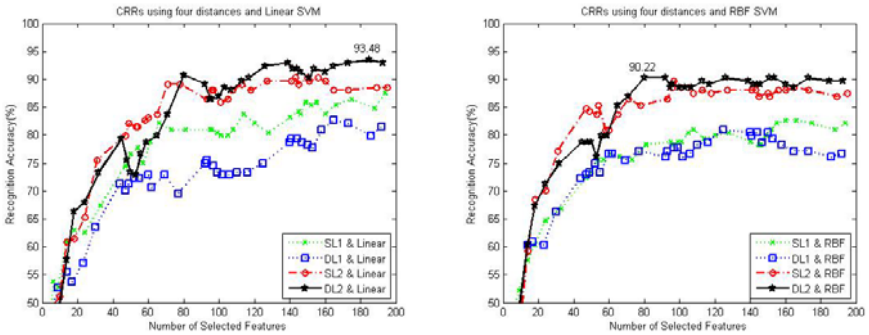 CRRs using four distances and Linear SVM
Recognition Accuracy(%)
100
95
90
85
80
75
70
65
60
55
50
93.48
SL1 & Linear
DL1 & Linear
SL2 & Linear
DL2 & Linear
0 20 40 60 80 100 120 140 160 180 200
Number of Selected Features
CRRs using four distances and RBF SVM
Recognition Accuracy(%)
100
95
90
85
80
75
70
65
60
55
50
90.22
SL1 & RBF
DL1 & RBF
SL2 & RBF
DL2 & RBF
0 20 40 60 80 100 120 140 160 180 200
Number of Selected Features